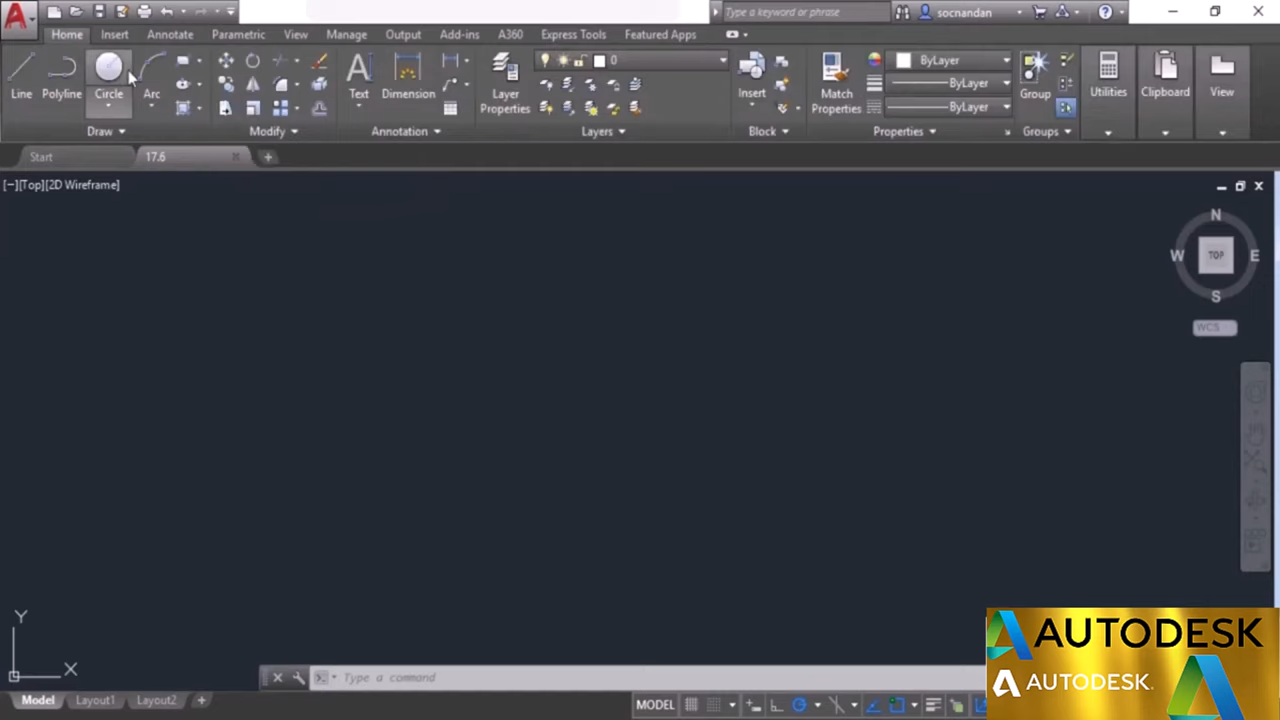 Type a keyword or phrase
socnandan
Home Insert Annotate Parametric View Manage Output Add-ins A360 Express Tools Featured Apps
0
ByLayer
ByLayer
ByLayer
Line Polyline Circle Arc
Text Dimension
Layer Properties
Insert
Match Properties
Group
Utilities Clipboard View
Draw Modify Annotation Layers Block Properties Groups
Start 17.6
[−][Top][2D Wireframe]
N
W TOP E
S
WCS
Y
X
Type a command
Model Layout1 Layout2
MODEL
AUTODESK
AUTODESK.